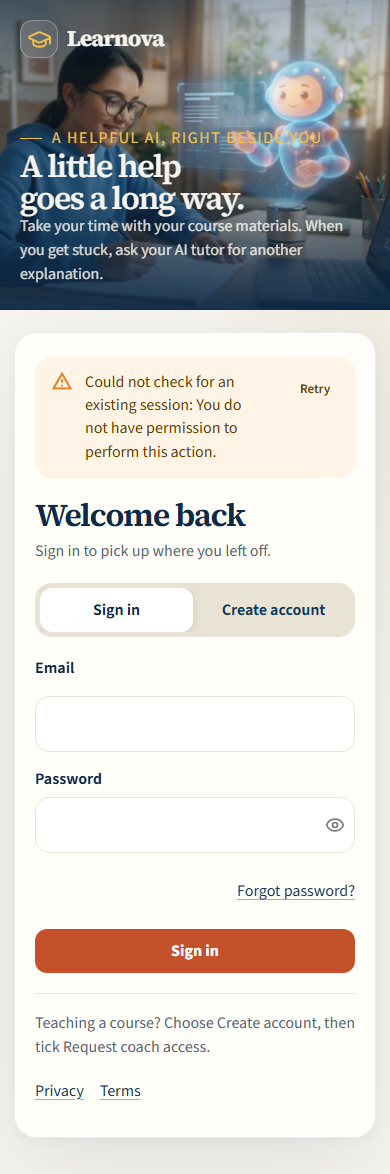 Learnova
A HELPFUL AI, RIGHT BESIDE YOU
A little help
goes a long way.
Take your time with your course materials. When
you get stuck, ask your AI tutor for another
explanation.
Could not check for an
existing session: You do
not have permission to
perform this action.
Retry
Welcome back
Sign in to pick up where you left off.
Sign in
Create account
Email
Password
Forgot password?
Sign in
Teaching a course? Choose Create account, then
tick Request coach access.
Privacy
Terms